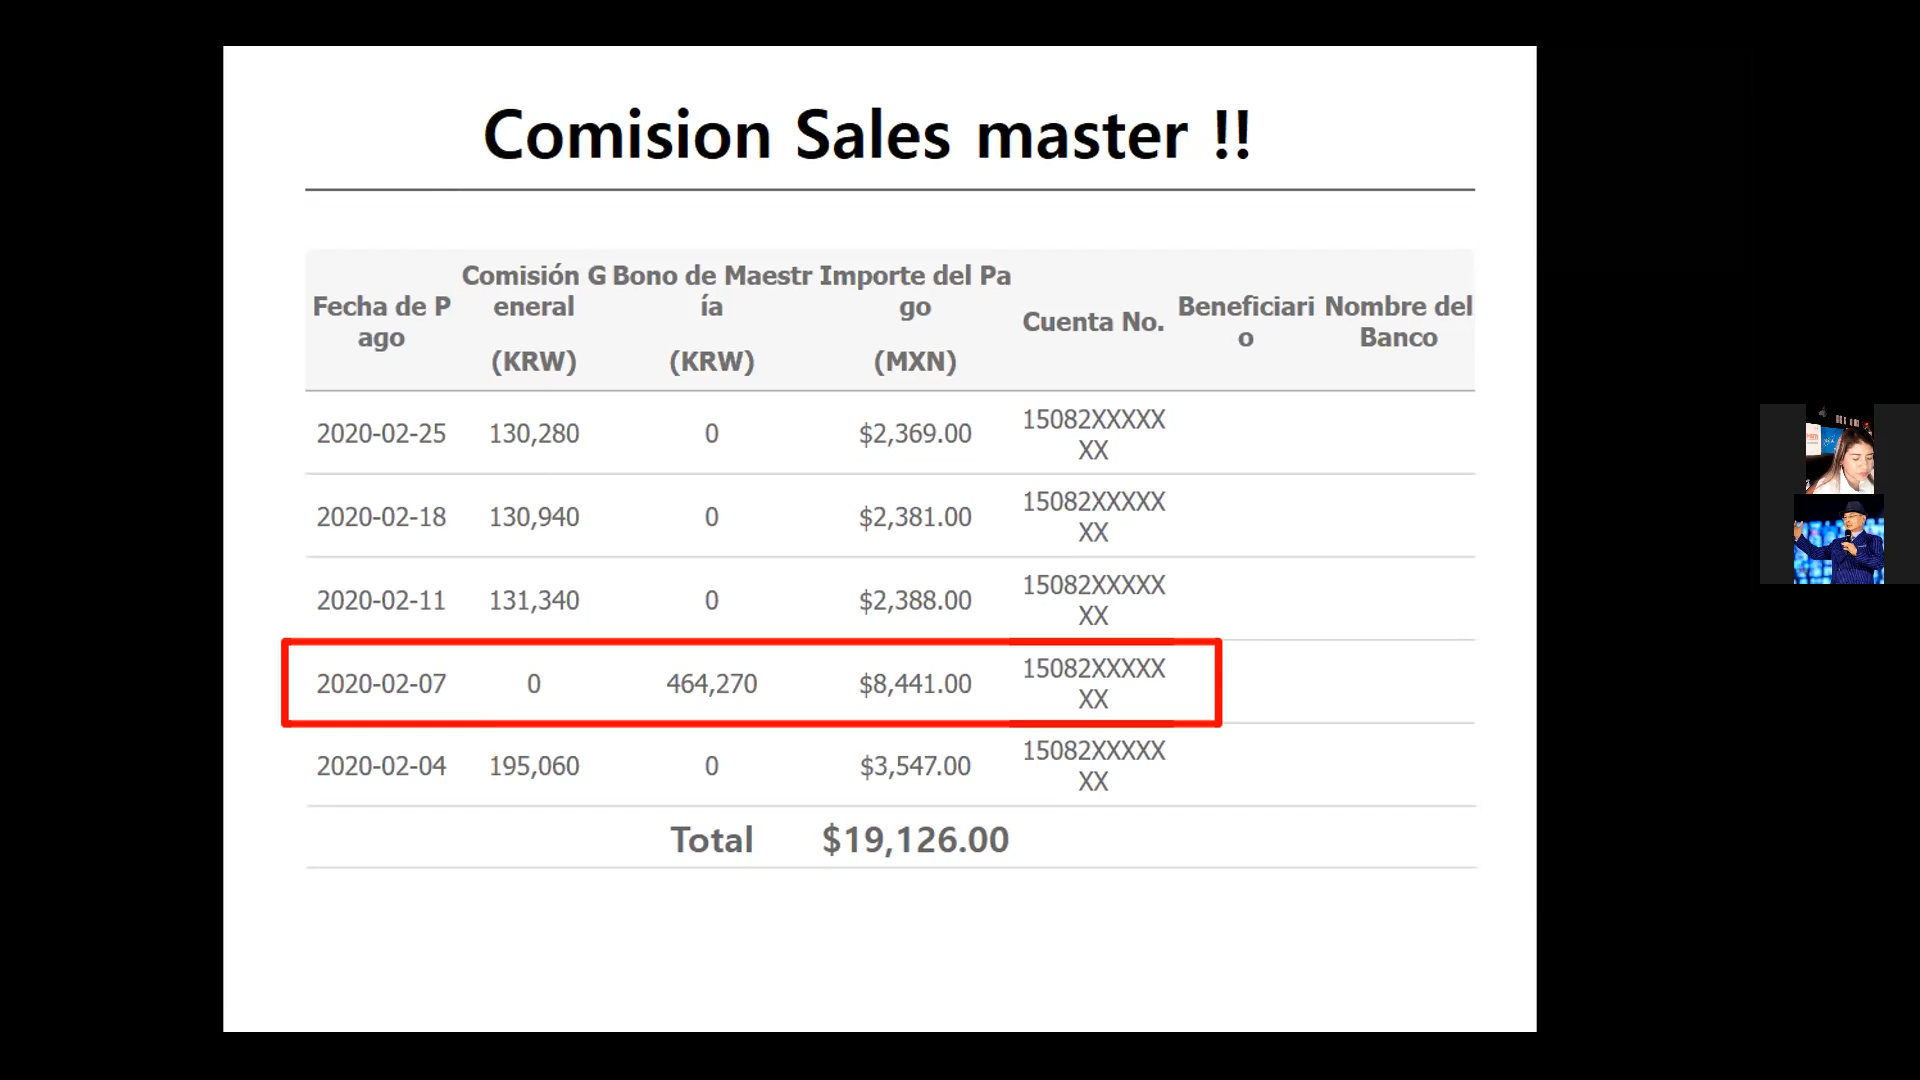 Comision Sales master !!
Fecha de P
ago
Comisión G
eneral
(KRW)
Bono de Maestr
ía
(KRW)
Importe del Pa
go
(MXN)
Cuenta No.
Beneficiari
o
Nombre del
Banco
2020-02-25 130,280 0 $2,369.00 15082XXXXX
XX
2020-02-18 130,940 0 $2,381.00 15082XXXXX
XX
2020-02-11 131,340 0 $2,388.00 15082XXXXX
XX
2020-02-07 0 464,270 $8,441.00 15082XXXXX
XX
2020-02-04 195,060 0 $3,547.00 15082XXXXX
XX
Total $19,126.00